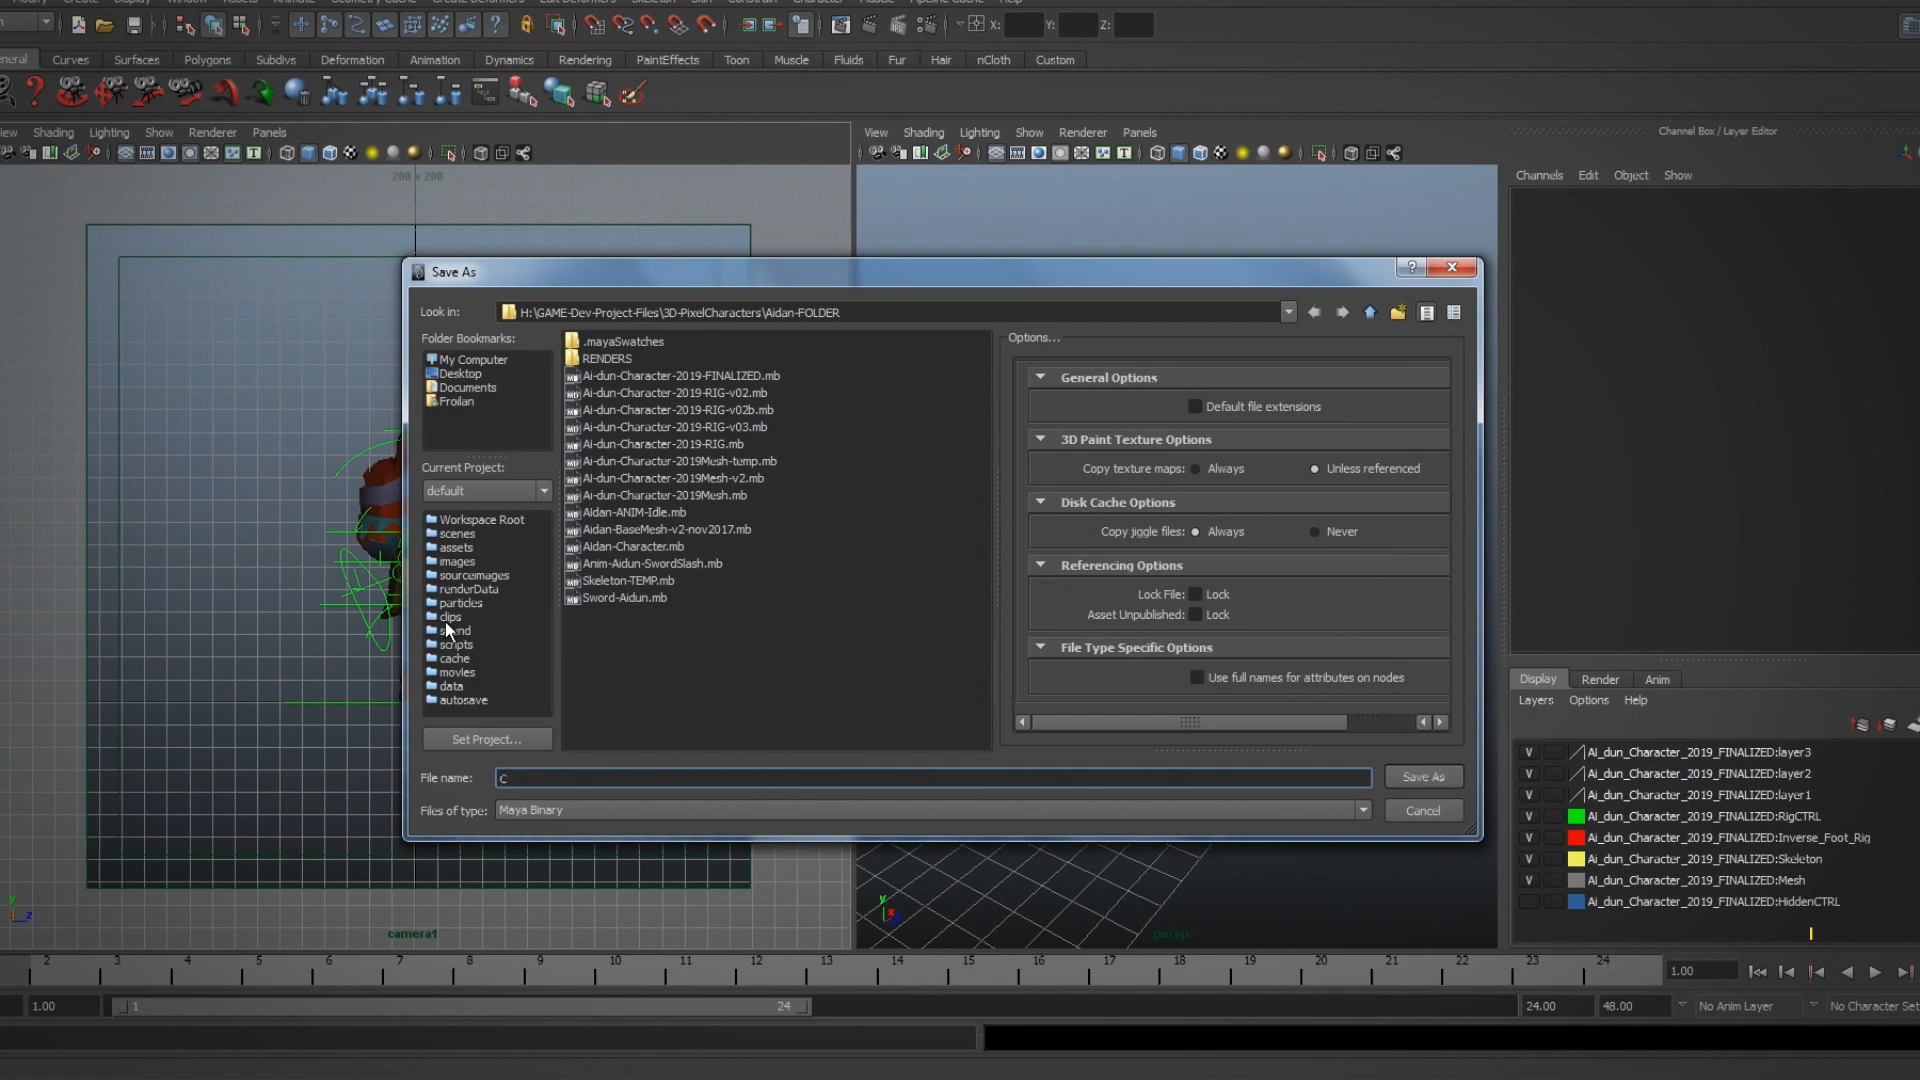 X:
Y:
Z:
Curves
Surfaces
Polygons
Subdivs
Deformation
Animation
Dynamics
Rendering
PaintEffects
Toon
Muscle
Fluids
Fur
Hair
nCloth
Custom
Shading
Lighting
Show
Renderer
Panels
View
Shading
Lighting
Show
Renderer
Panels
200 x 200
Channel Box / Layer Editor
Channels
Edit
Object
Show
Save As
Look in:
H:\GAME-Dev-Project-Files\3D-PixelCharacters\Aidan-FOLDER
Folder Bookmarks:
My Computer
Desktop
Documents
Froilan
Current Project:
default
Workspace Root
scenes
assets
images
sourceimages
renderData
particles
clips
sound
scripts
cache
movies
data
autosave
Set Project...
.mayaSwatches
RENDERS
Ai-dun-Character-2019-FINALIZED.mb
Ai-dun-Character-2019-RIG-v02.mb
Ai-dun-Character-2019-RIG-v02b.mb
Ai-dun-Character-2019-RIG-v03.mb
Ai-dun-Character-2019-RIG.mb
Ai-dun-Character-2019Mesh-temp.mb
Ai-dun-Character-2019Mesh-v2.mb
Ai-dun-Character-2019Mesh.mb
Aidan-ANIM-Idle.mb
Aidan-BaseMesh-v2-nov2017.mb
Aidan-Character.mb
Anim-Aidun-SwordSlash.mb
Skeleton-TEMP.mb
Sword-Aidun.mb
Options...
General Options
Default file extensions
3D Paint Texture Options
Copy texture maps: Always Unless referenced
Disk Cache Options
Copy jiggle files: Always Never
Referencing Options
Lock File: Lock
Asset Unpublished: Lock
File Type Specific Options
Use full names for attributes on nodes
File name: C
Save As
Files of type: Maya Binary
Cancel
Display
Render
Anim
Layers
Options
Help
V Ai_dun_Character_2019_FINALIZED:layer3
V Ai_dun_Character_2019_FINALIZED:layer2
V Ai_dun_Character_2019_FINALIZED:layer1
V Ai_dun_Character_2019_FINALIZED:RigCTRL
V Ai_dun_Character_2019_FINALIZED:Inverse_Foot_Rig
V Ai_dun_Character_2019_FINALIZED:Skeleton
V Ai_dun_Character_2019_FINALIZED:Mesh
Ai_dun_Character_2019_FINALIZED:HiddenCTRL
y
z
camera1
y
x
persp
2 3 4 5 6 7 8 9 10 11 12 13 14 15 16 17 18 19 20 21 22 23 24
1.00
1.00
1
24
24.00
48.00
No Anim Layer
No Character Set